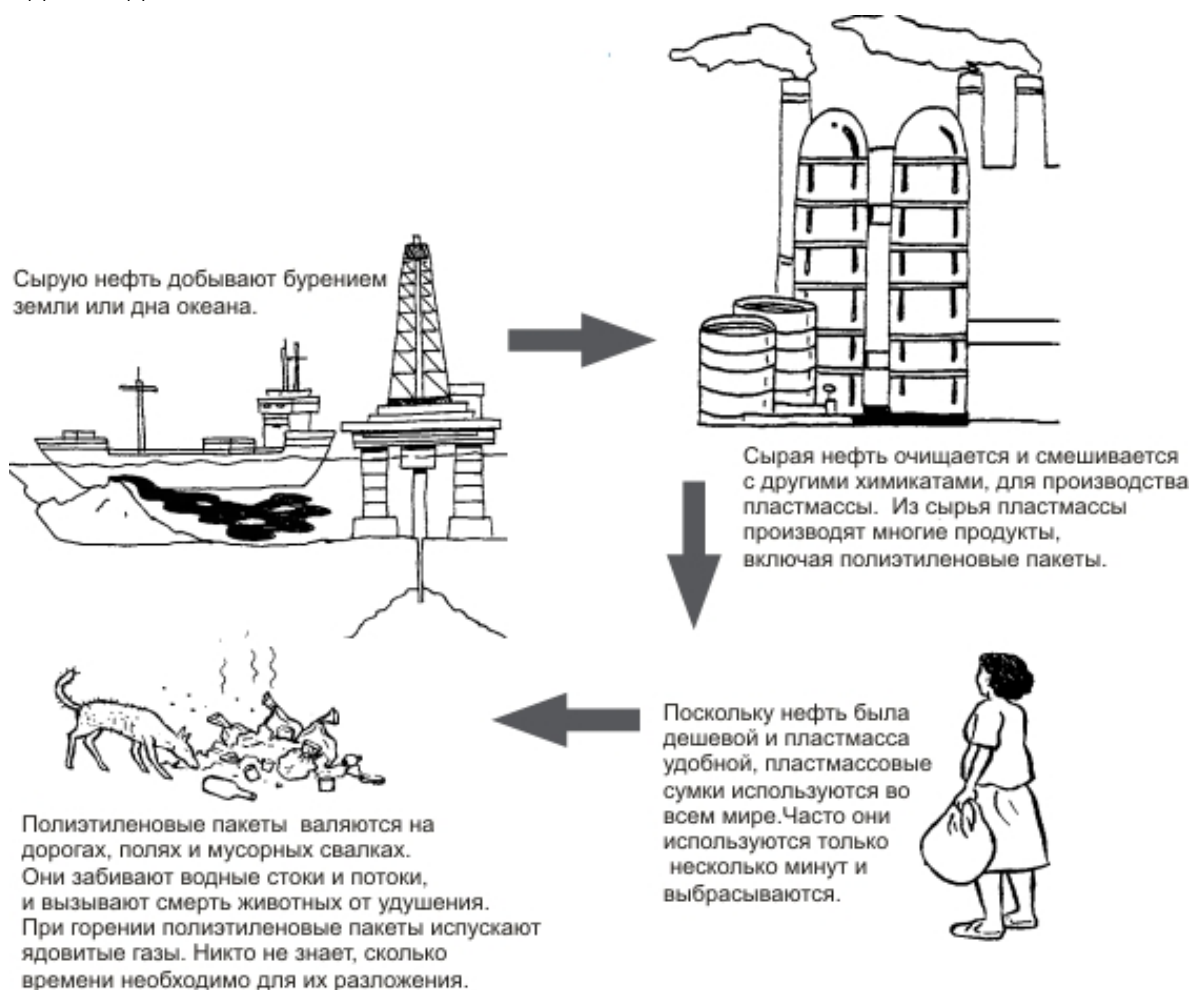 Сырую нефть добывают бурением
земли или дна океана.
Сырая нефть очищается и смешивается
с другими химикатами, для производства
пластмассы.  Из сырья пластмассы
производят многие продукты,
включая полиэтиленовые пакеты.
Поскольку нефть была
дешевой и пластмасса
удобной, пластмассовые
сумки используются во
всем мире.Часто они
используются только
несколько минут и
выбрасываются.
Полиэтиленовые пакеты  валяются на
дорогах, полях и мусорных свалках.
Они забивают водные стоки и потоки,
и вызывают смерть животных от удушения.
При горении полиэтиленовые пакеты испускают
ядовитые газы. Никто не знает, сколько
времени необходимо для их разложения.